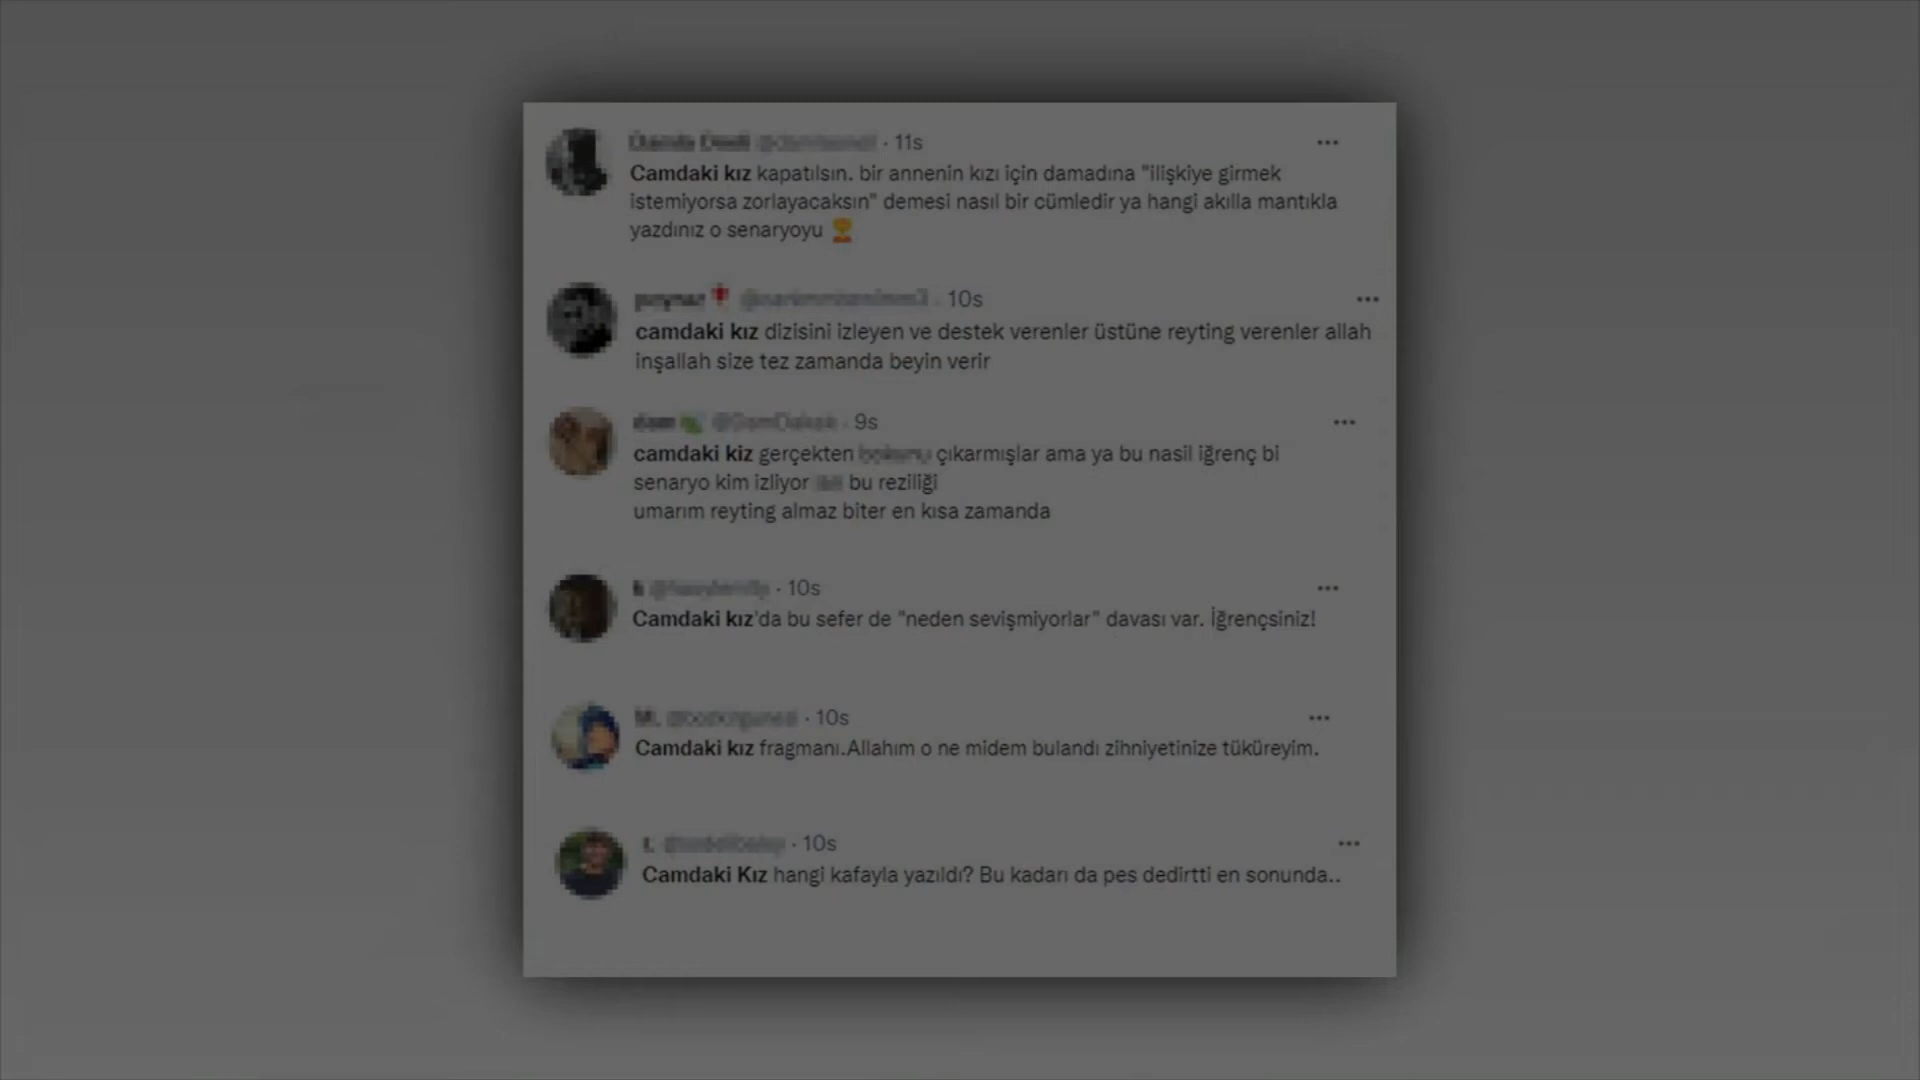 · 11s
Camdaki kız kapatılsın. bir annenin kızı için damadına "ilişkiye girmek
istemiyorsa zorlayacaksın" demesi nasıl bir cümledir ya hangi akılla mantıkla
yazdınız o senaryoyu
· 10s
camdaki kız dizisini izleyen ve destek verenler üstüne reyting verenler allah
inşallah size tez zamanda beyin verir
· 9s
camdaki kiz gerçekten çıkarmışlar ama ya bu nasil iğrenç bi
senaryo kim izliyor bu reziliği
umarım reyting almaz biter en kısa zamanda
· 10s
Camdaki kız'da bu sefer de "neden sevişmiyorlar" davası var. İğrençsiniz!
M. · 10s
Camdaki kız fragmanı.Allahım o ne midem bulandı zihniyetinize tüküreyim.
· 10s
Camdaki Kız hangi kafayla yazıldı? Bu kadarı da pes dedirtti en sonunda..